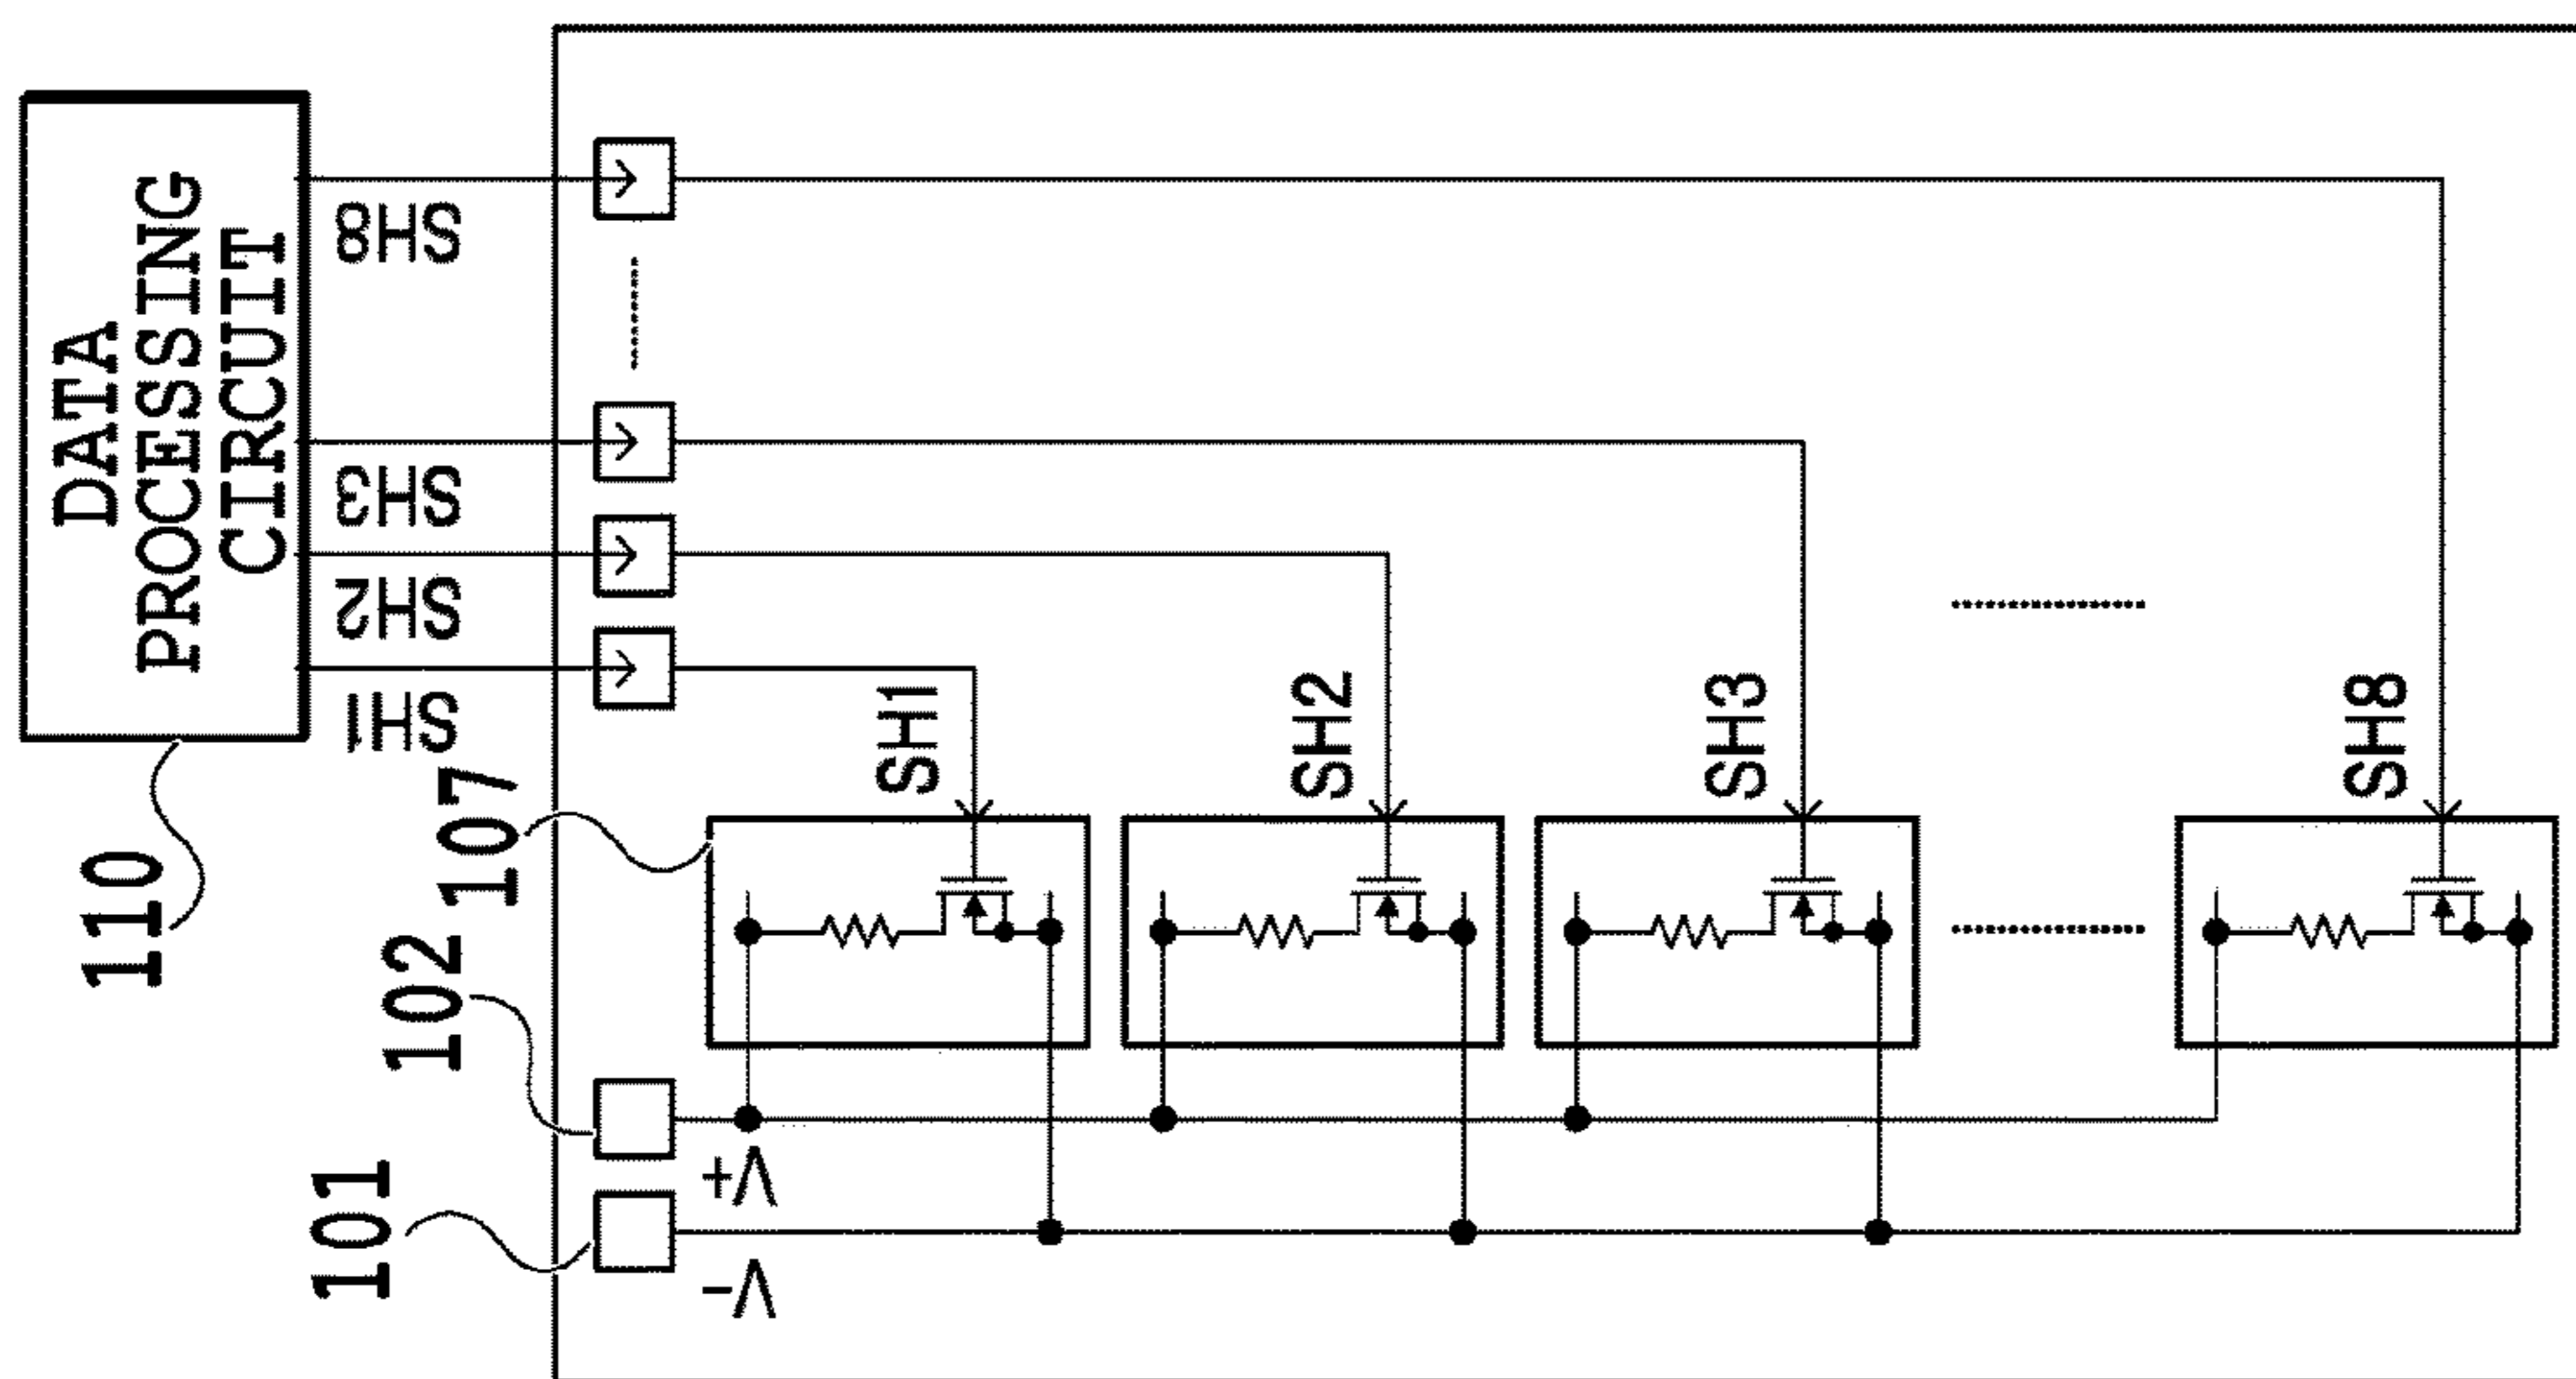 DATA
PROCESSING
CIRCUIT
SH8
SH3
SH2
SH1
110
107
102
101
SH1
SH2
SH3
SH8
V+
V-